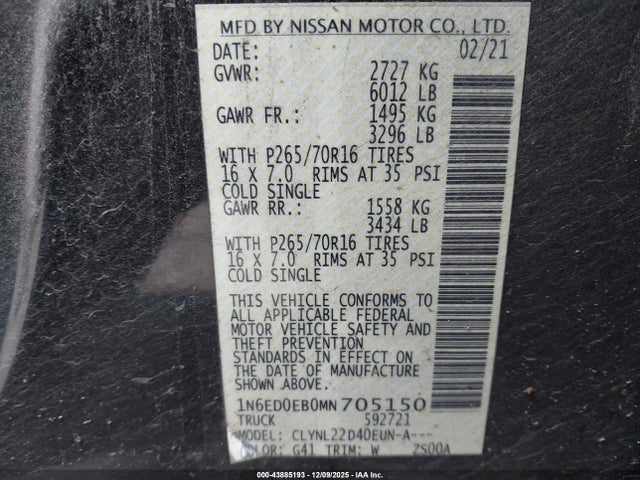 MFD BY NISSAN MOTOR CO., LTD.
DATE: 02/21
GVWR: 2727 KG
6012 LB
GAWR FR.: 1495 KG
3296 LB
WITH P265/70R16 TIRES
16 X 7.0 RIMS AT 35 PSI
COLD SINGLE
GAWR RR.: 1558 KG
3434 LB
WITH P265/70R16 TIRES
16 X 7.0 RIMS AT 35 PSI
COLD SINGLE
THIS VEHICLE CONFORMS TO
ALL APPLICABLE FEDERAL
MOTOR VEHICLE SAFETY AND
THEFT PREVENTION
STANDARDS IN EFFECT ON
THE DATE OF MANUFACTURE
SHOWN ABOVE.
1N6ED0EB0MN705150
TRUCK 592721
MODEL: CLYNL22D40EUN-A---
COLOR: G41 TRIM: W ZS00A
000-43885193 - 12/09/2025 - IAAI.com